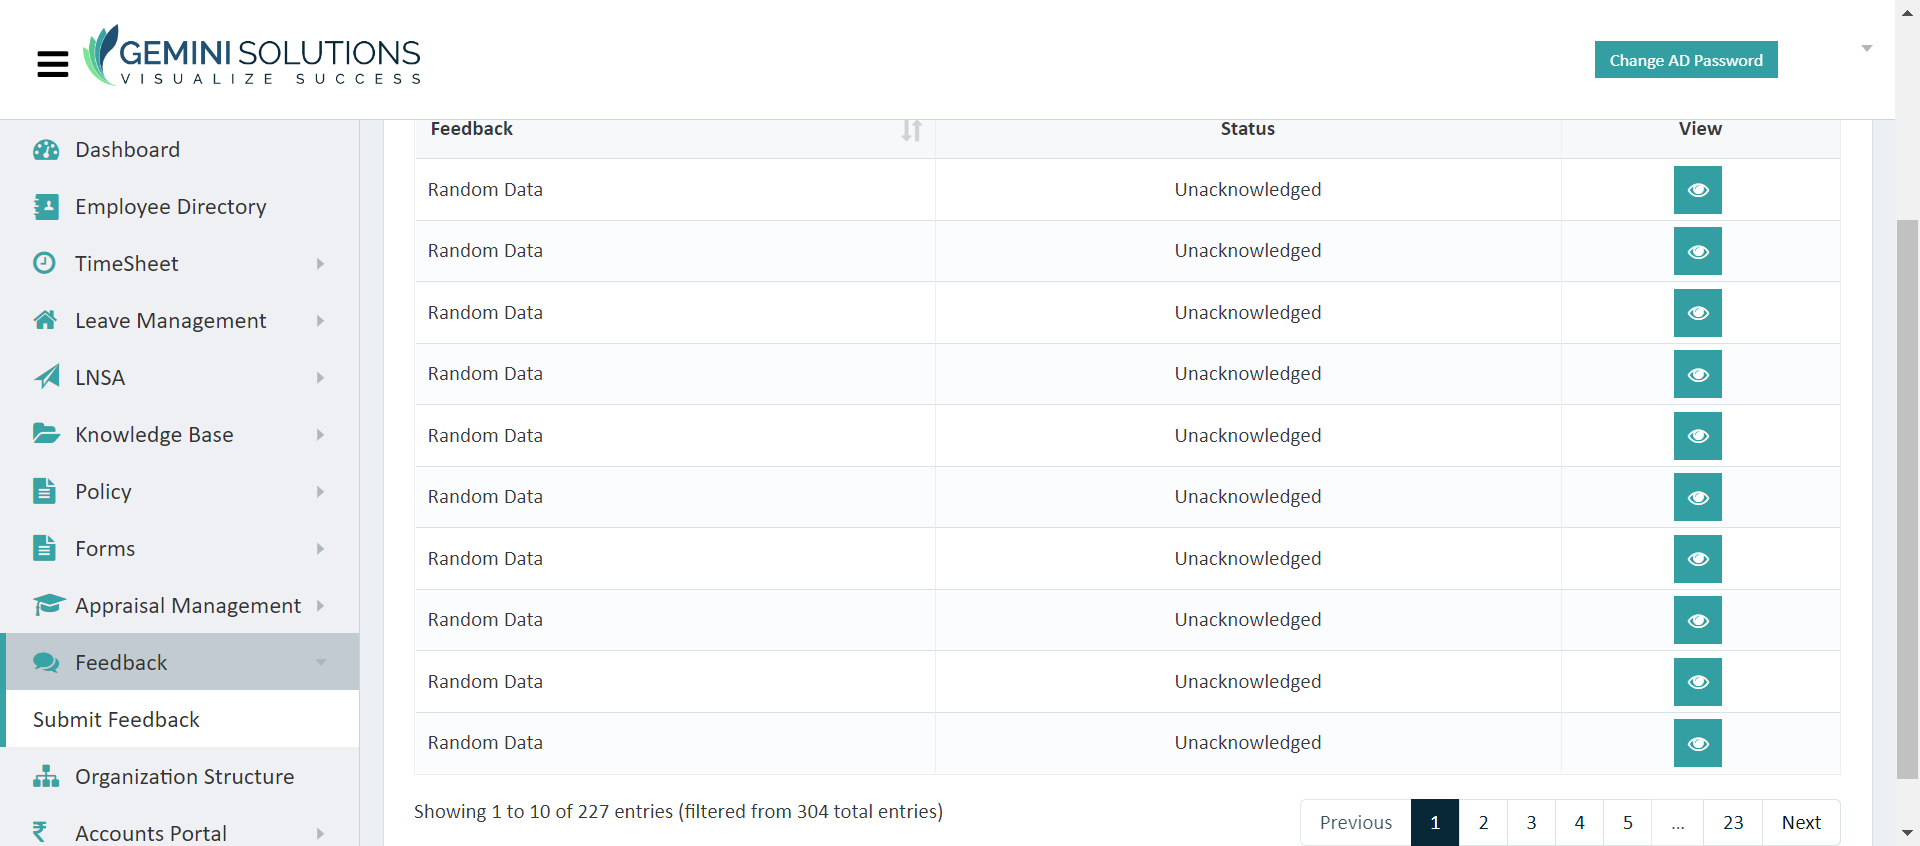 GEMINI SOLUTIONS
VISUALIZE SUCCESS
Change AD Password
Dashboard
Employee Directory
TimeSheet
Leave Management
LNSA
Knowledge Base
Policy
Forms
Appraisal Management
Feedback
Submit Feedback
Organization Structure
Accounts Portal
Feedback Status View
Random Data Unacknowledged
Random Data Unacknowledged
Random Data Unacknowledged
Random Data Unacknowledged
Random Data Unacknowledged
Random Data Unacknowledged
Random Data Unacknowledged
Random Data Unacknowledged
Random Data Unacknowledged
Random Data Unacknowledged
Showing 1 to 10 of 227 entries (filtered from 304 total entries)
Previous 1 2 3 4 5 ... 23 Next